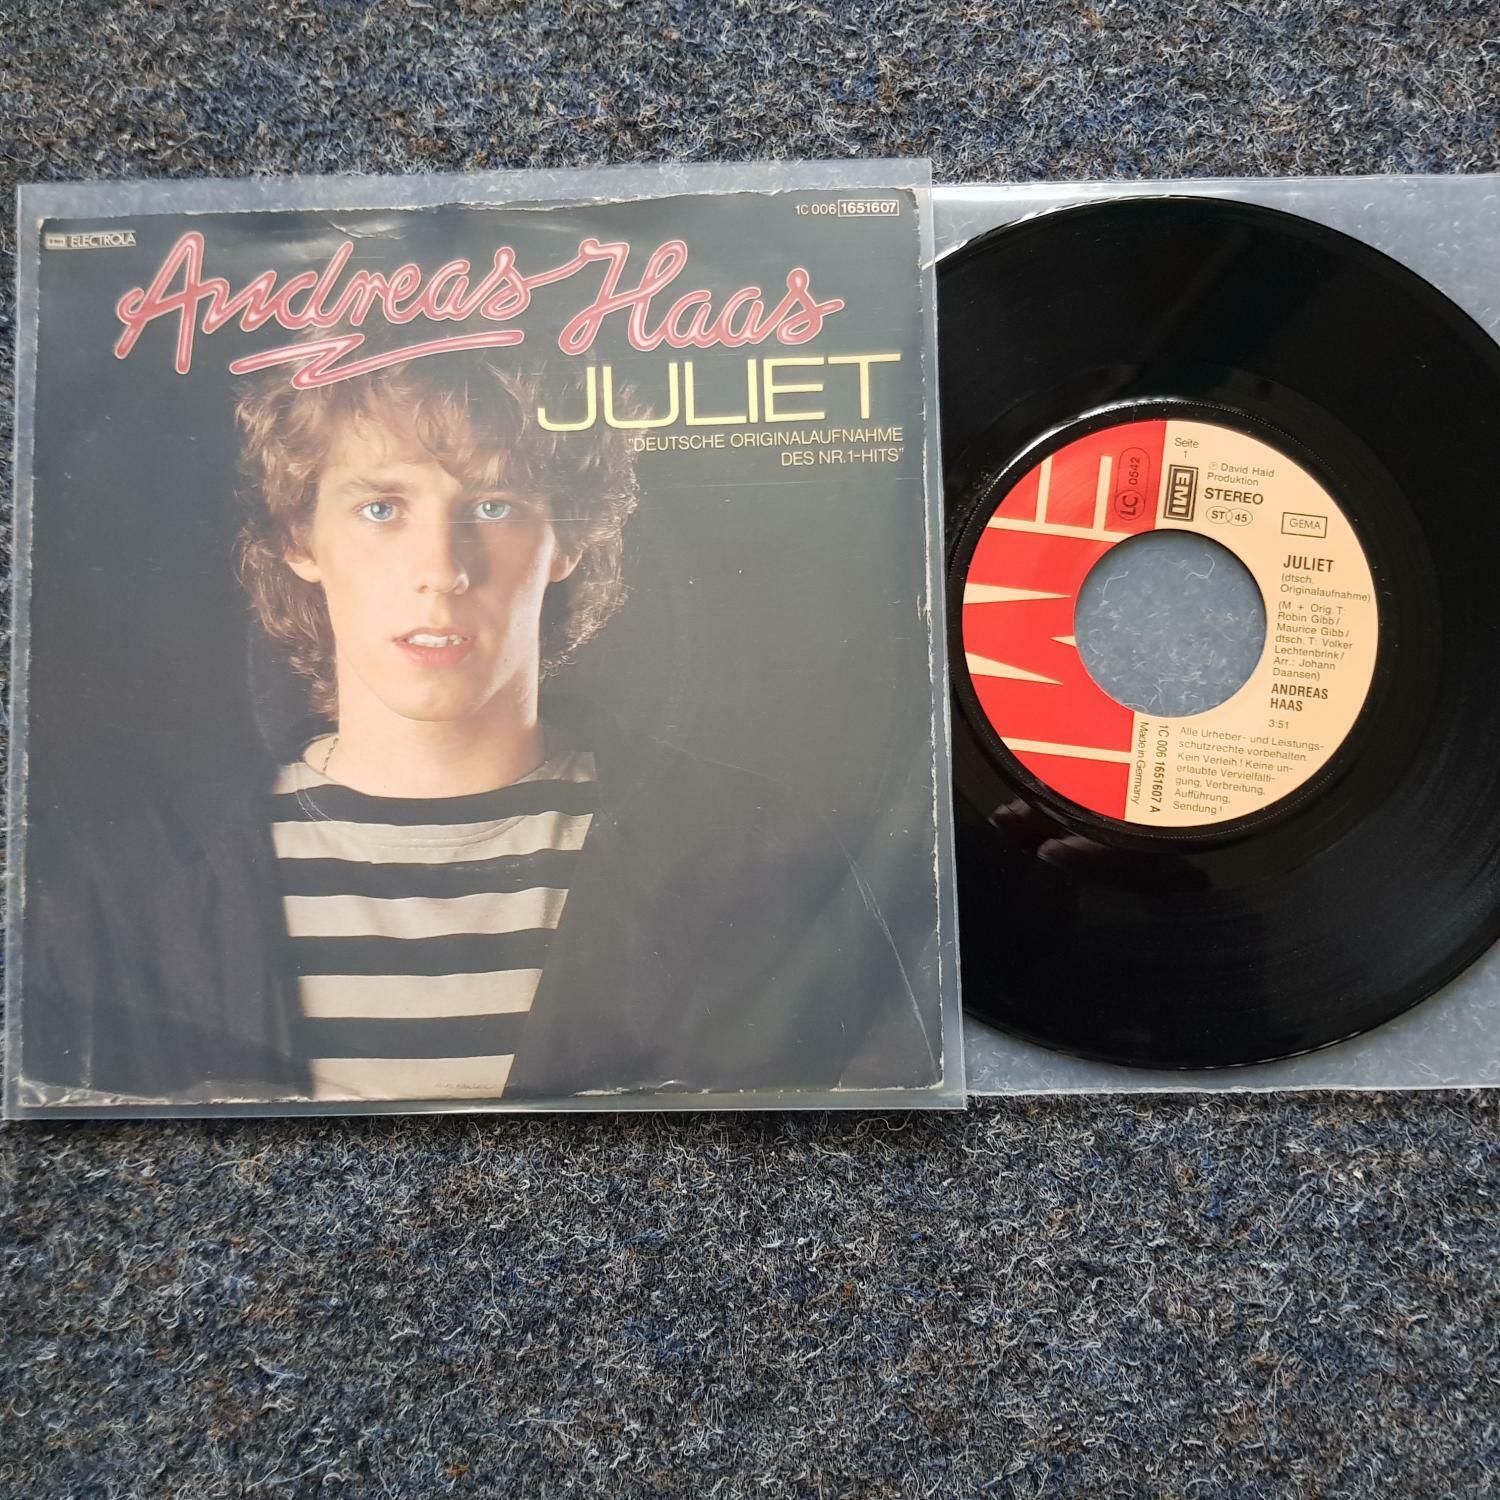 1C 006 1651607
ELECTROLA
Andreas Haas
JULIET
"DEUTSCHE ORIGINALAUFNAHME
DES NR.1-HITS"
EMI
LC 0542
Seite
1
EMI
℗ David Haid
Produktion
STEREO
ST 45
GEMA
JULIET
(dtsch.
Originalaufnahme)
(M + Orig. T:
Robin Gibb/
Maurice Gibb/
dtsch. T: Volker
Lechtenbrink/
Arr.: Johann
Daansen)
ANDREAS
HAAS
3:51
1C 006 1651607 A
Made in Germany
Alle Urheber- und Leistungs-
schutzrechte vorbehalten.
Kein Verleih! Keine un-
erlaubte Vervielfälti-
gung, Verbreitung,
Aufführung,
Sendung!